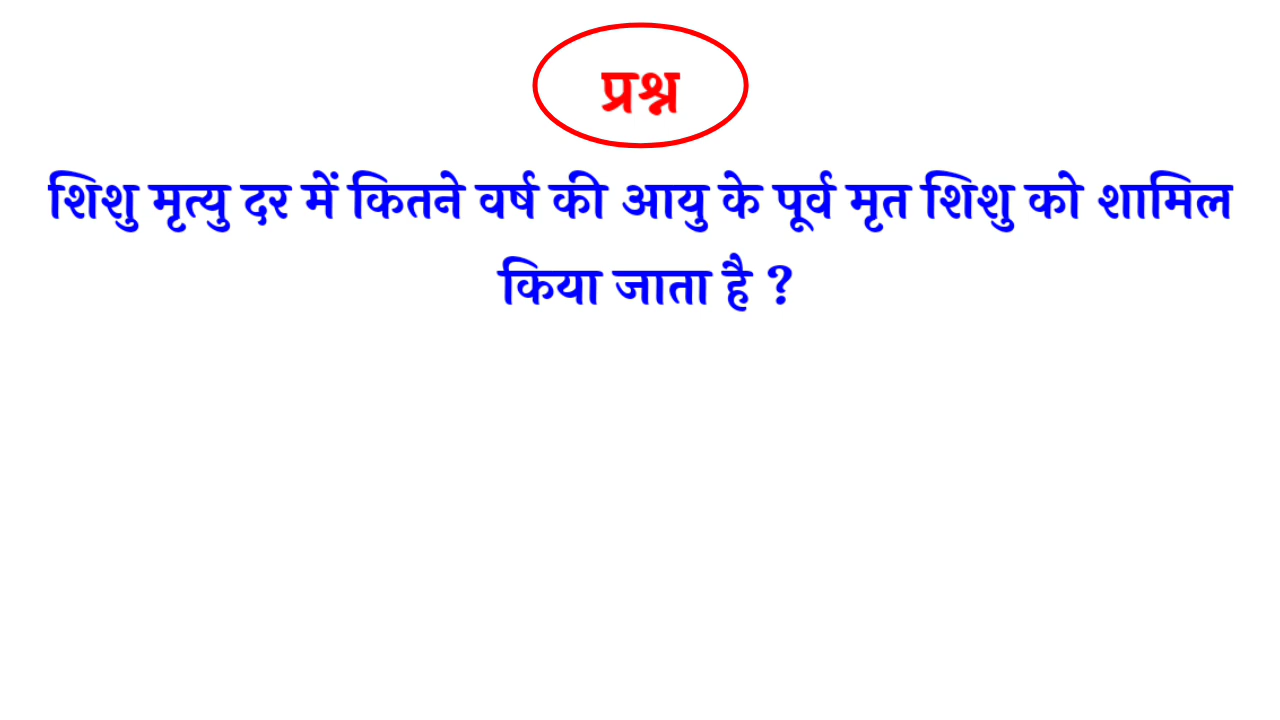 प्रश्न
शिशु मृत्यु दर में कितने वर्ष की आयु के पूर्व मृत शिशु को शामिल
किया जाता है ?